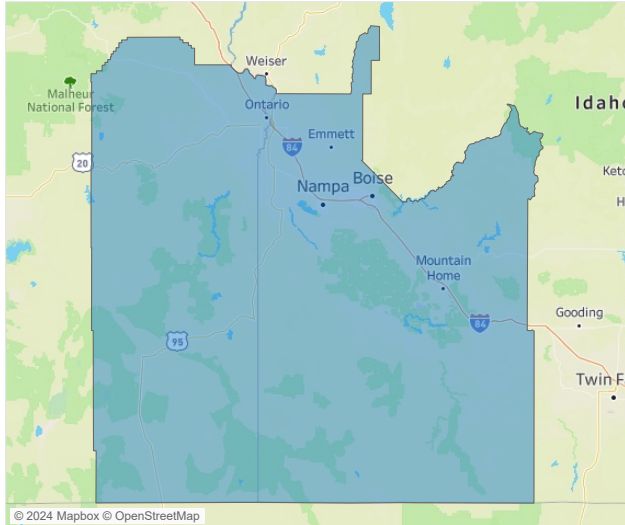 Weiser
Malheur
National Forest
Ontario
Idaho
Emmett
84
20
Ketc
Boise
Nampa
H
Mountain
Home
Gooding
84
95
Twin F
© 2024 Mapbox © OpenStreetMap